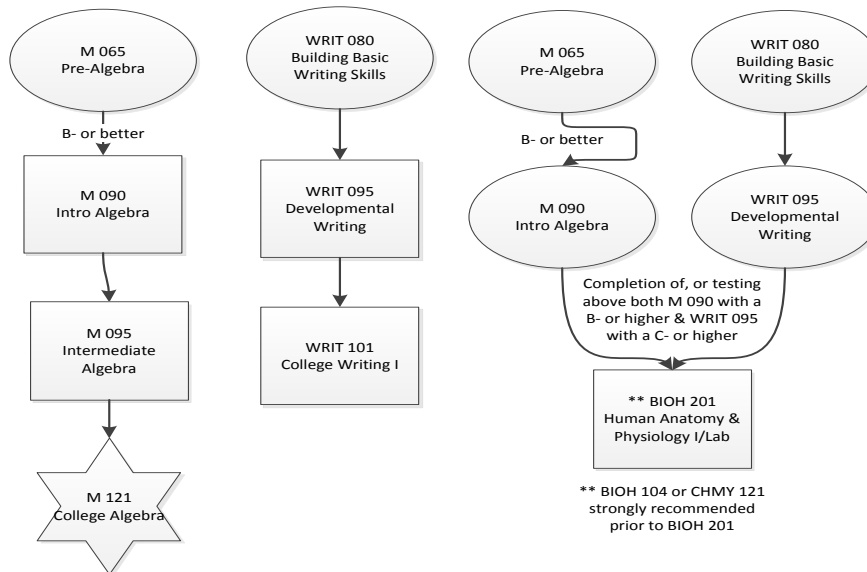 M 065
Pre-Algebra
B- or better
M 090
Intro Algebra
M 095
Intermediate
Algebra
M 121
College Algebra
WRIT 080
Building Basic
Writing Skills
WRIT 095
Developmental
Writing
WRIT 101
College Writing I
M 065
Pre-Algebra
B- or better
M 090
Intro Algebra
WRIT 080
Building Basic
Writing Skills
WRIT 095
Developmental
Writing
Completion of, or testing
above both M 090 with a
B- or higher & WRIT 095
with a C- or higher
** BIOH 201
Human Anatomy &
Physiology I/Lab
** BIOH 104 or CHMY 121
strongly recommended
prior to BIOH 201